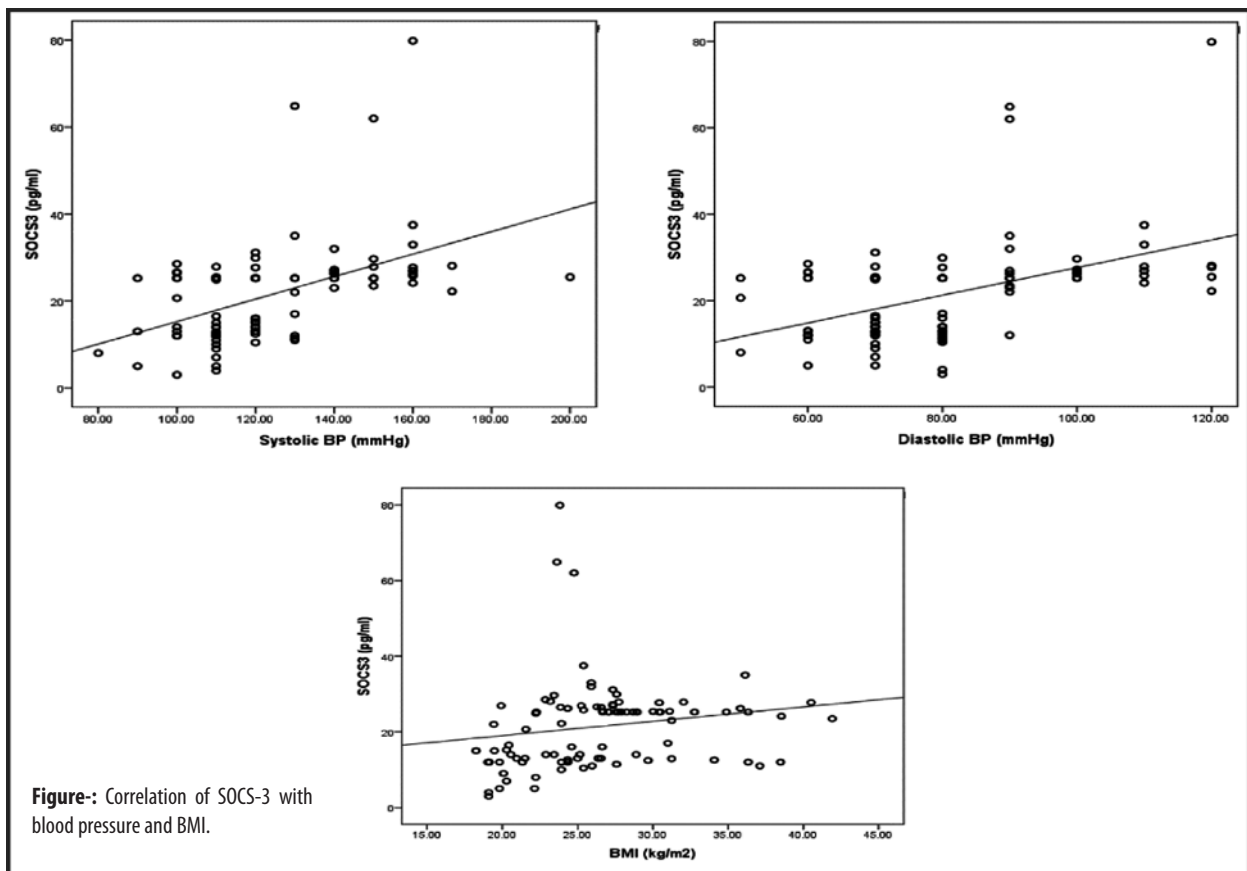 80
60
40
20
0
SOCS3 (pg/ml)
80.00 100.00 120.00 140.00 160.00 180.00 200.00
Systolic BP (mmHg)
80
60
40
20
0
SOCS3 (pg/ml)
60.00 80.00 100.00 120.00
Diastolic BP (mmHg)
80
60
40
20
0
SOCS3 (pg/ml)
15.00 20.00 25.00 30.00 35.00 40.00 45.00
BMI (kg/m2)
Figure-: Correlation of SOCS-3 with
blood pressure and BMI.